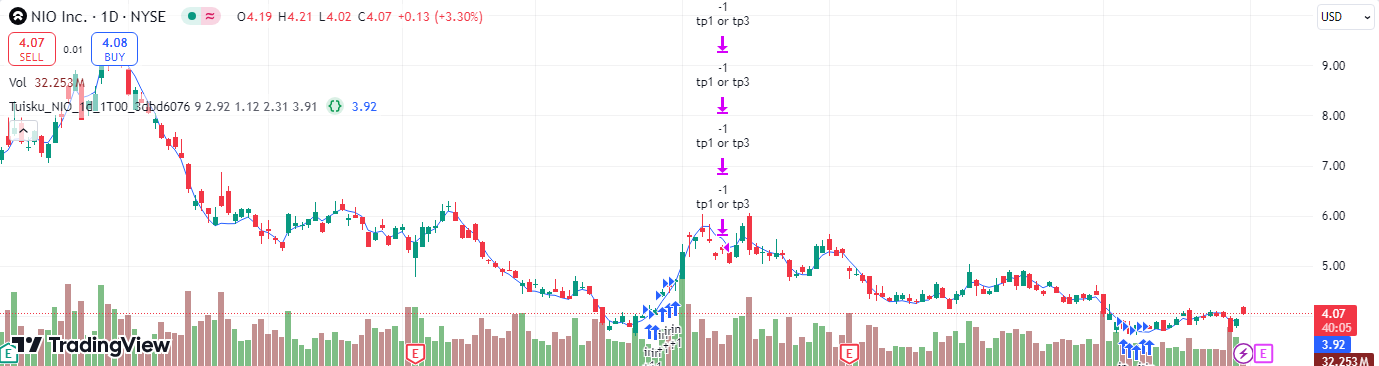 NIO Inc. · 1D · NYSE
O4.19 H4.21 L4.02 C4.07 +0.13 (+3.30%)
USD
4.07
SELL
0.01
4.08
BUY
Vol 32.253M
Tuisku_NIO_1d_1T00_3dbd6076 9 2.92 1.12 2.31 3.91 {} 3.92
-1
tp1 or tp3
-1
tp1 or tp3
-1
tp1 or tp3
-1
tp1 or tp3
9.00
8.00
7.00
6.00
5.00
4.07
40:05
3.92
32.253 M
E
TradingView
E
E
E